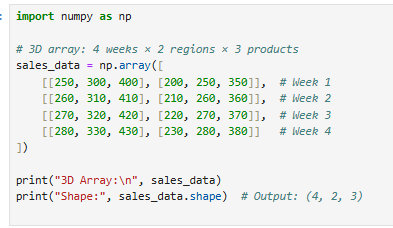 import numpy as np
# 3D array: 4 weeks × 2 regions × 3 products
sales_data = np.array([
    [[250, 300, 400], [200, 250, 350]],  # Week 1
    [[260, 310, 410], [210, 260, 360]],  # Week 2
    [[270, 320, 420], [220, 270, 370]],  # Week 3
    [[280, 330, 430], [230, 280, 380]]   # Week 4
])
print("3D Array:\n", sales_data)
print("Shape:", sales_data.shape)  # Output: (4, 2, 3)